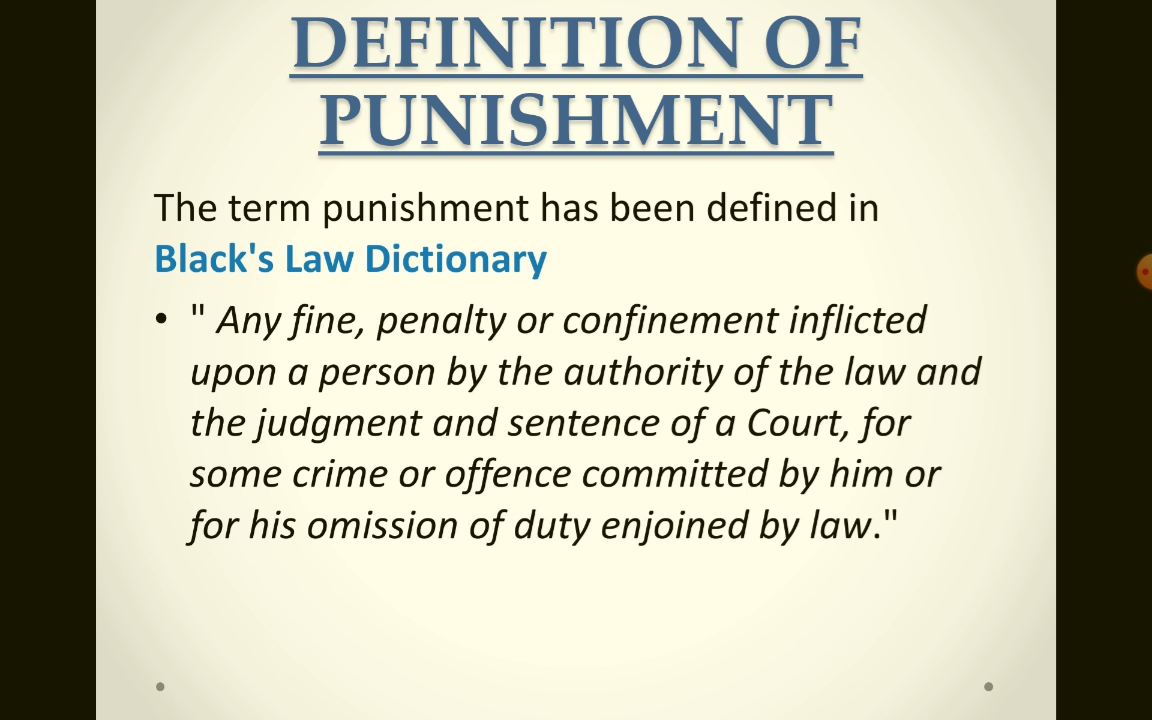 DEFINITION OF
PUNISHMENT
The term punishment has been defined in
Black's Law Dictionary
• " Any fine, penalty or confinement inflicted
upon a person by the authority of the law and
the judgment and sentence of a Court, for
some crime or offence committed by him or
for his omission of duty enjoined by law."